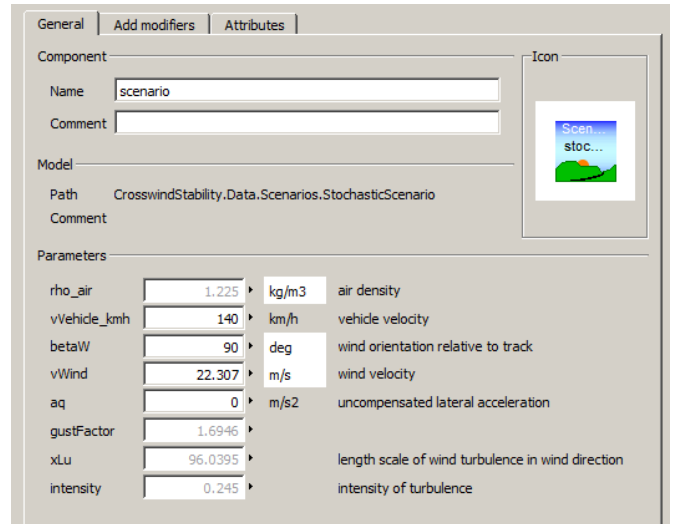 General Add modifiers Attributes
Component
Icon
Name scenario
Comment
Scen...
stoc...
Model
Path CrosswindStability.Data.Scenarios.StochasticScenario
Comment
Parameters
rho_air 1.225 kg/m3 air density
vVehicle_kmh 140 km/h vehicle velocity
betaW 90 deg wind orientation relative to track
vWind 22.307 m/s wind velocity
aq 0 m/s2 uncompensated lateral acceleration
gustFactor 1.6946
xLu 96.0395 length scale of wind turbulence in wind direction
intensity 0.245 intensity of turbulence